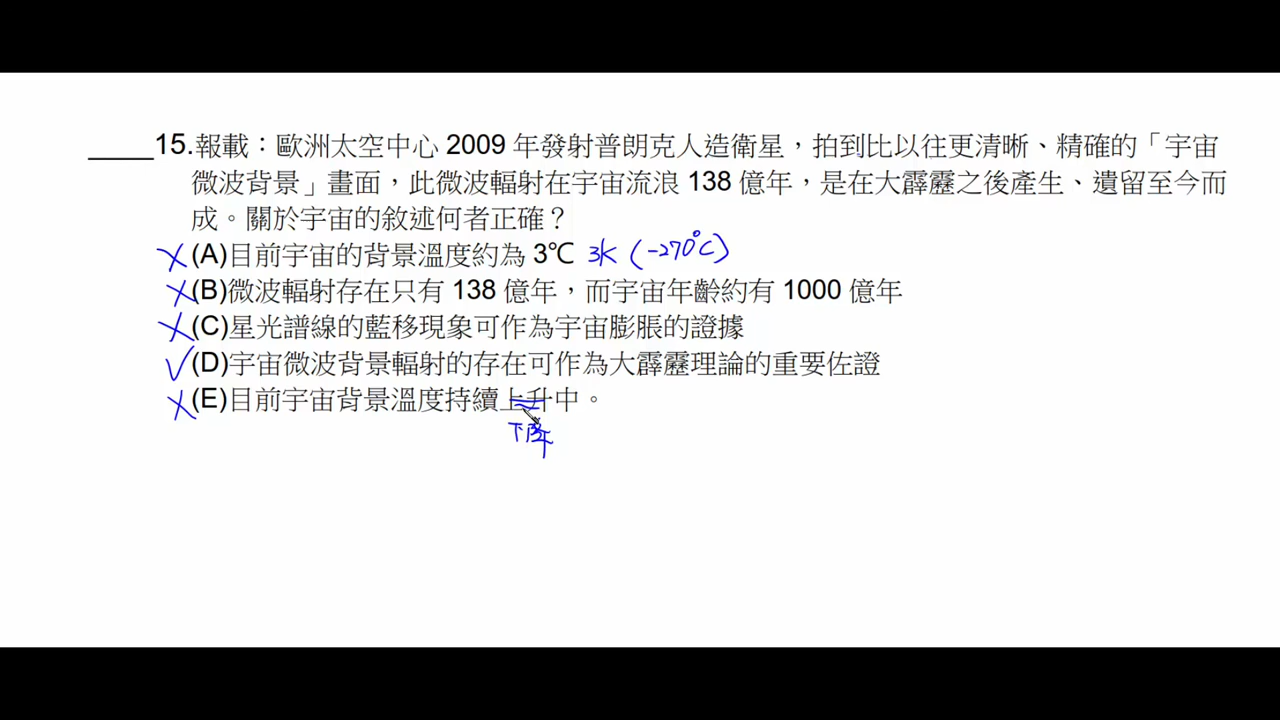 ____15.報載：歐洲太空中心 2009 年發射普朗克人造衛星，拍到比以往更清晰、精確的「宇宙
微波背景」畫面，此微波輻射在宇宙流浪 138 億年，是在大霹靂之後產生、遺留至今而
成。關於宇宙的敘述何者正確？
×(A)目前宇宙的背景溫度約為 3℃ 3K (-270°C)
×(B)微波輻射存在只有 138 億年，而宇宙年齡約有 1000 億年
×(C)星光譜線的藍移現象可作為宇宙膨脹的證據
✓(D)宇宙微波背景輻射的存在可作為大霹靂理論的重要佐證
×(E)目前宇宙背景溫度持續上升中。
下降